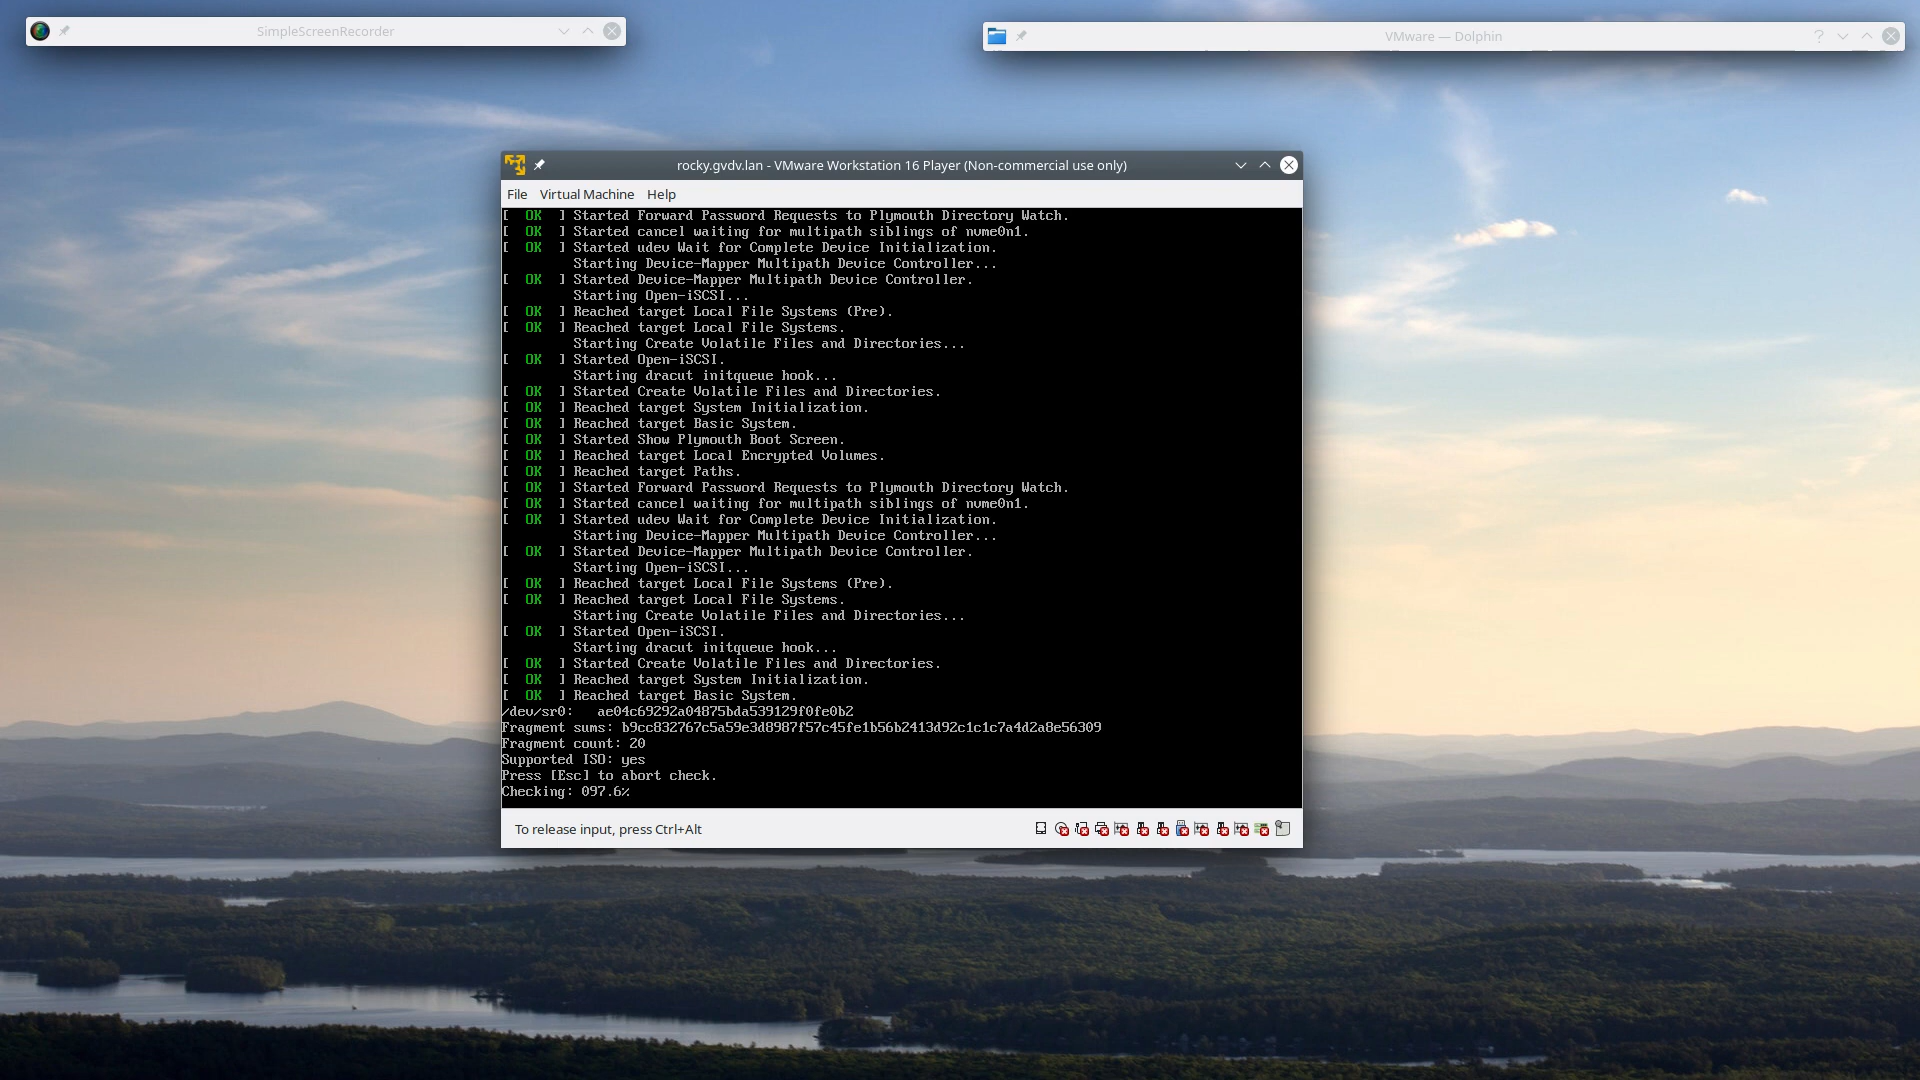 SimpleScreenRecorder
VMware — Dolphin
rocky.gvdv.lan - VMware Workstation 16 Player (Non-commercial use only)
File Virtual Machine Help
[  OK  ] Started Forward Password Requests to Plymouth Directory Watch.
[  OK  ] Started cancel waiting for multipath siblings of nvme0n1.
[  OK  ] Started udev Wait for Complete Device Initialization.
Starting Device-Mapper Multipath Device Controller...
[  OK  ] Started Device-Mapper Multipath Device Controller.
Starting Open-iSCSI...
[  OK  ] Reached target Local File Systems (Pre).
[  OK  ] Reached target Local File Systems.
Starting Create Volatile Files and Directories...
[  OK  ] Started Open-iSCSI.
Starting dracut initqueue hook...
[  OK  ] Started Create Volatile Files and Directories.
[  OK  ] Reached target System Initialization.
[  OK  ] Reached target Basic System.
[  OK  ] Started Show Plymouth Boot Screen.
[  OK  ] Reached target Local Encrypted Volumes.
[  OK  ] Reached target Paths.
[  OK  ] Started Forward Password Requests to Plymouth Directory Watch.
[  OK  ] Started cancel waiting for multipath siblings of nvme0n1.
[  OK  ] Started udev Wait for Complete Device Initialization.
Starting Device-Mapper Multipath Device Controller...
[  OK  ] Started Device-Mapper Multipath Device Controller.
Starting Open-iSCSI...
[  OK  ] Reached target Local File Systems (Pre).
[  OK  ] Reached target Local File Systems.
Starting Create Volatile Files and Directories...
[  OK  ] Started Open-iSCSI.
Starting dracut initqueue hook...
[  OK  ] Started Create Volatile Files and Directories.
[  OK  ] Reached target System Initialization.
[  OK  ] Reached target Basic System.
/dev/sr0:   ae04c69292a04875bda539129f0fe0b2
Fragment sums: b9cc832767c5a59e3d8987f57c45fe1b56b2413d92c1c1c7a4d2a8e56309
Fragment count: 20
Supported ISO: yes
Press [Esc] to abort check.
Checking: 097.6%
To release input, press Ctrl+Alt